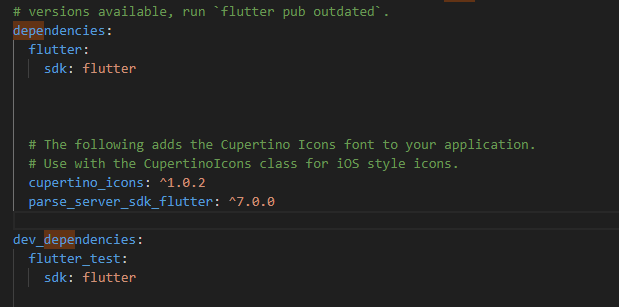 # versions available, run `flutter pub outdated`.
dependencies:
  flutter:
    sdk: flutter
  # The following adds the Cupertino Icons font to your application.
  # Use with the CupertinoIcons class for iOS style icons.
  cupertino_icons: ^1.0.2
  parse_server_sdk_flutter: ^7.0.0
dev_dependencies:
  flutter_test:
    sdk: flutter